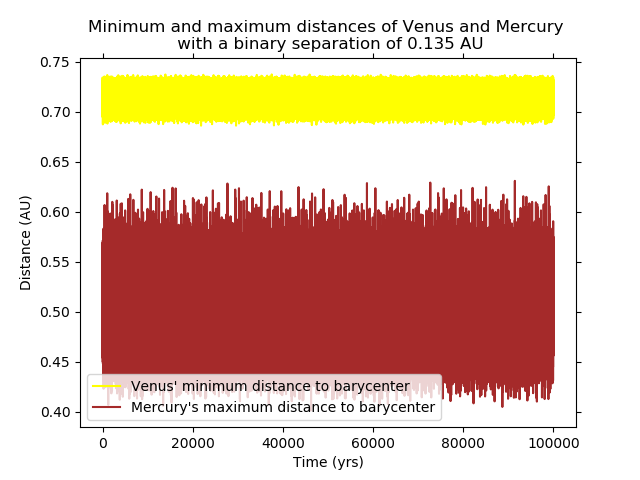 Minimum and maximum distances of Venus and Mercury
with a binary separation of 0.135 AU
0.75
0.70
0.65
0.60
0.55
0.50
0.45
0.40
Distance (AU)
Venus' minimum distance to barycenter
Mercury's maximum distance to barycenter
0 20000 40000 60000 80000 100000
Time (yrs)